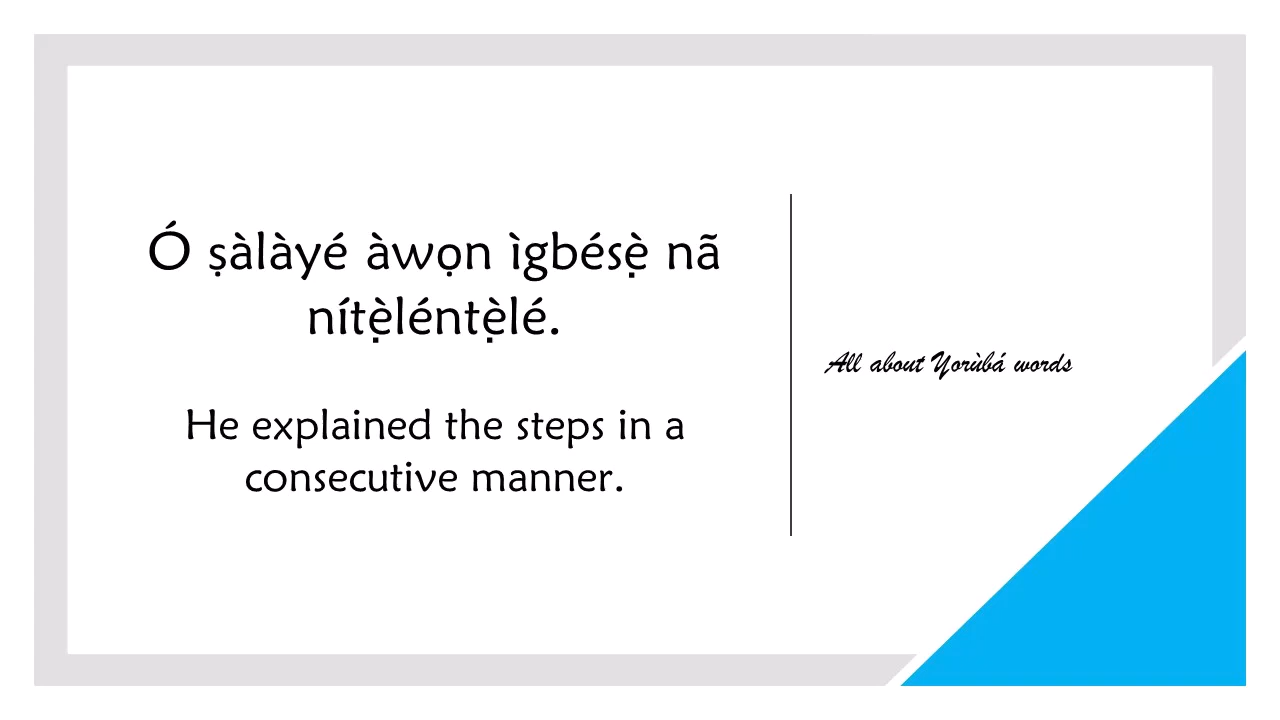 Ó ṣàlàyé àwọn ìgbésẹ̀ nã
nítẹ̀léntẹ̀lé.
He explained the steps in a
consecutive manner.
All about Yorùbá words